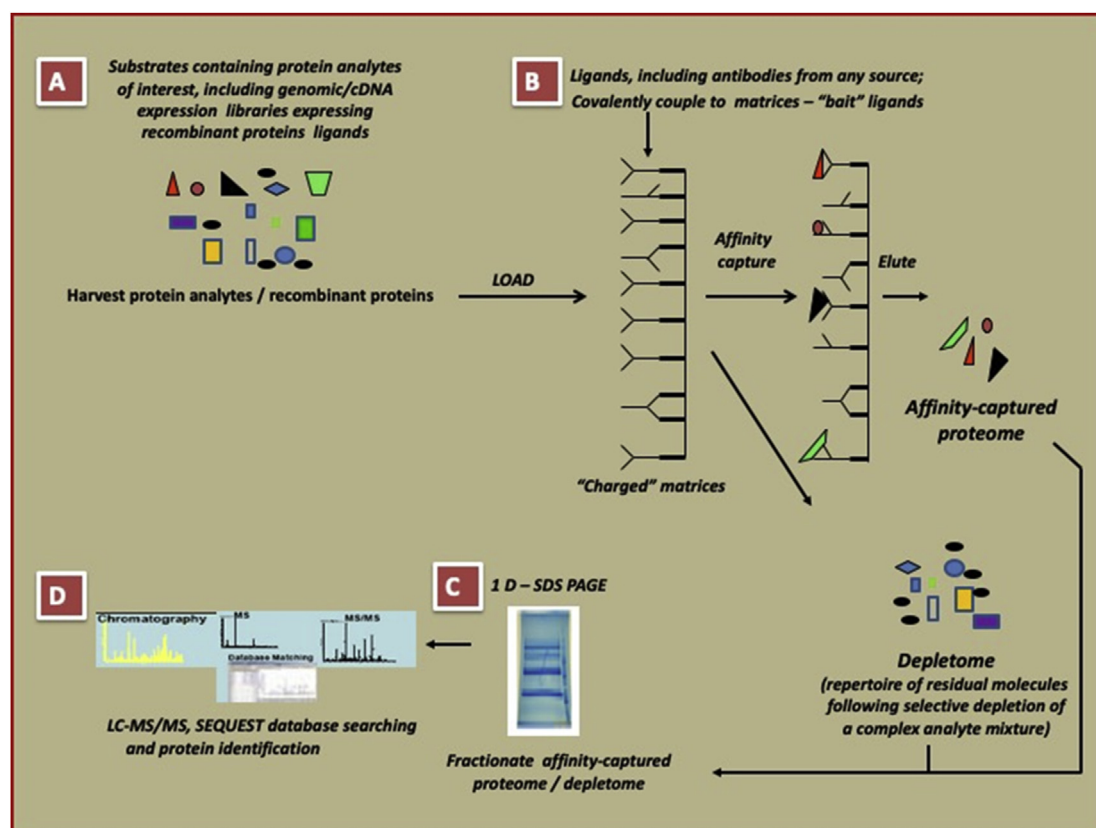 A
Substrates containing protein analytes
of interest, including genomic/cDNA
expression libraries expressing
recombinant proteins ligands
Harvest protein analytes / recombinant proteins
LOAD
B
Ligands, including antibodies from any source;
Covalently couple to matrices – “bait” ligands
“Charged” matrices
Affinity
capture
Elute
Affinity-captured
proteome
Depletome
(repertoire of residual molecules
following selective depletion of
a complex analyte mixture)
C
1 D – SDS PAGE
Fractionate affinity-captured
proteome / depletome
D
Chromatography
MS
MS/MS
Database Matching
LC-MS/MS, SEQUEST database searching
and protein identification